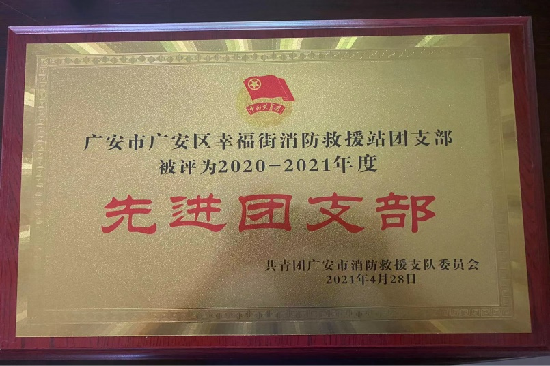 广安市广安区幸福街消防救援站团支部
被评为2020-2021年度
先进团支部
共青团广安市消防救援支队委员会
2021年4月28日